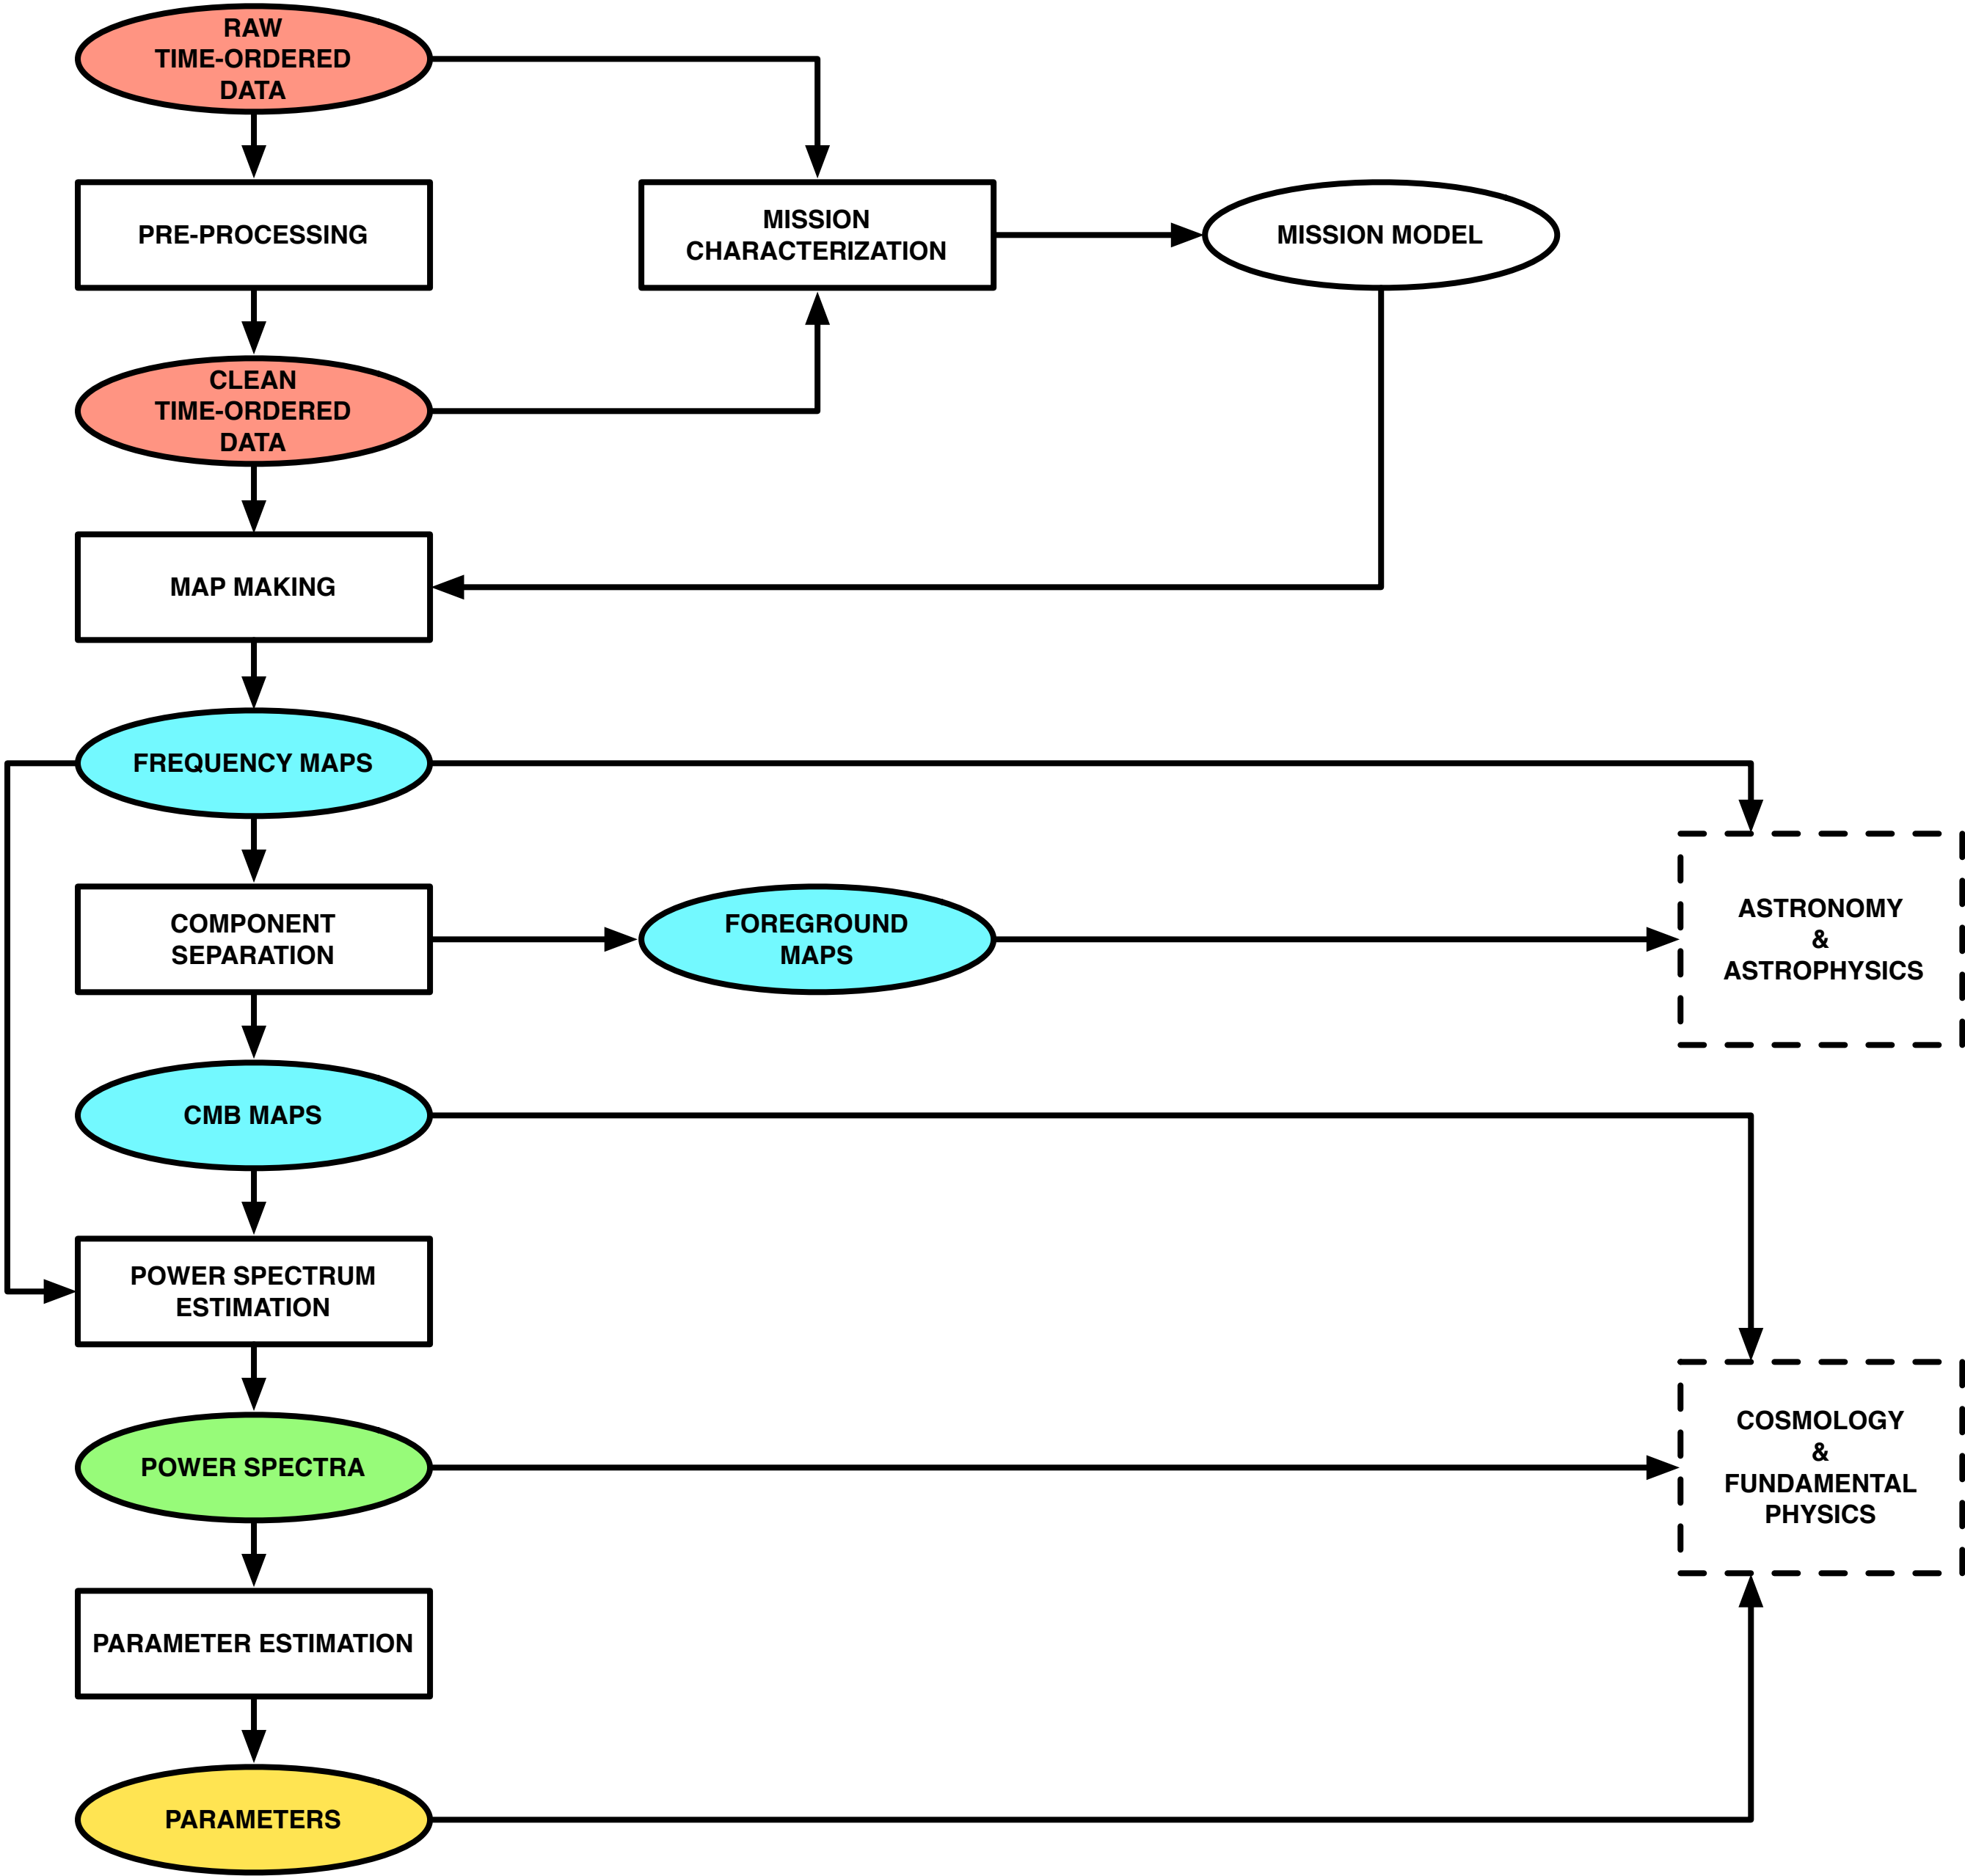 RAW
TIME-ORDERED
DATA
PRE-PROCESSING
MISSION
CHARACTERIZATION
MISSION MODEL
CLEAN
TIME-ORDERED
DATA
MAP MAKING
FREQUENCY MAPS
COMPONENT
SEPARATION
FOREGROUND
MAPS
ASTRONOMY
&
ASTROPHYSICS
CMB MAPS
POWER SPECTRUM
ESTIMATION
POWER SPECTRA
COSMOLOGY
&
FUNDAMENTAL
PHYSICS
PARAMETER ESTIMATION
PARAMETERS